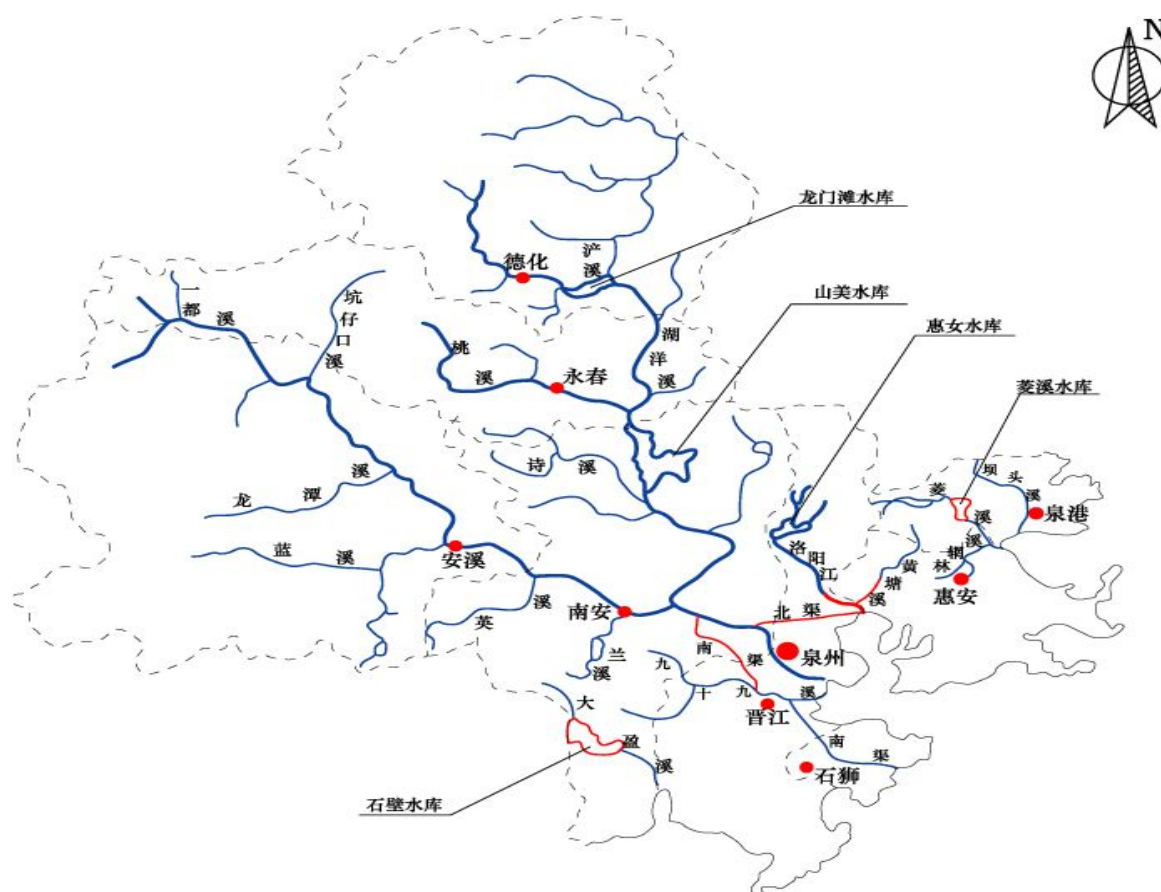 N
龙门滩水库
浐溪
德化
山美水库
一都溪
坑仔口溪
湖洋溪
惠女水库
桃溪
永春
菱溪水库
诗溪
坝头溪
龙潭溪
菱溪
泉港
蓝溪
安溪
洛阳江
黄塘溪
林辋溪
惠安
英溪
南安
北渠
兰溪
南渠
泉州
九十九溪
晋江
大盈溪
南渠
石狮
石壁水库